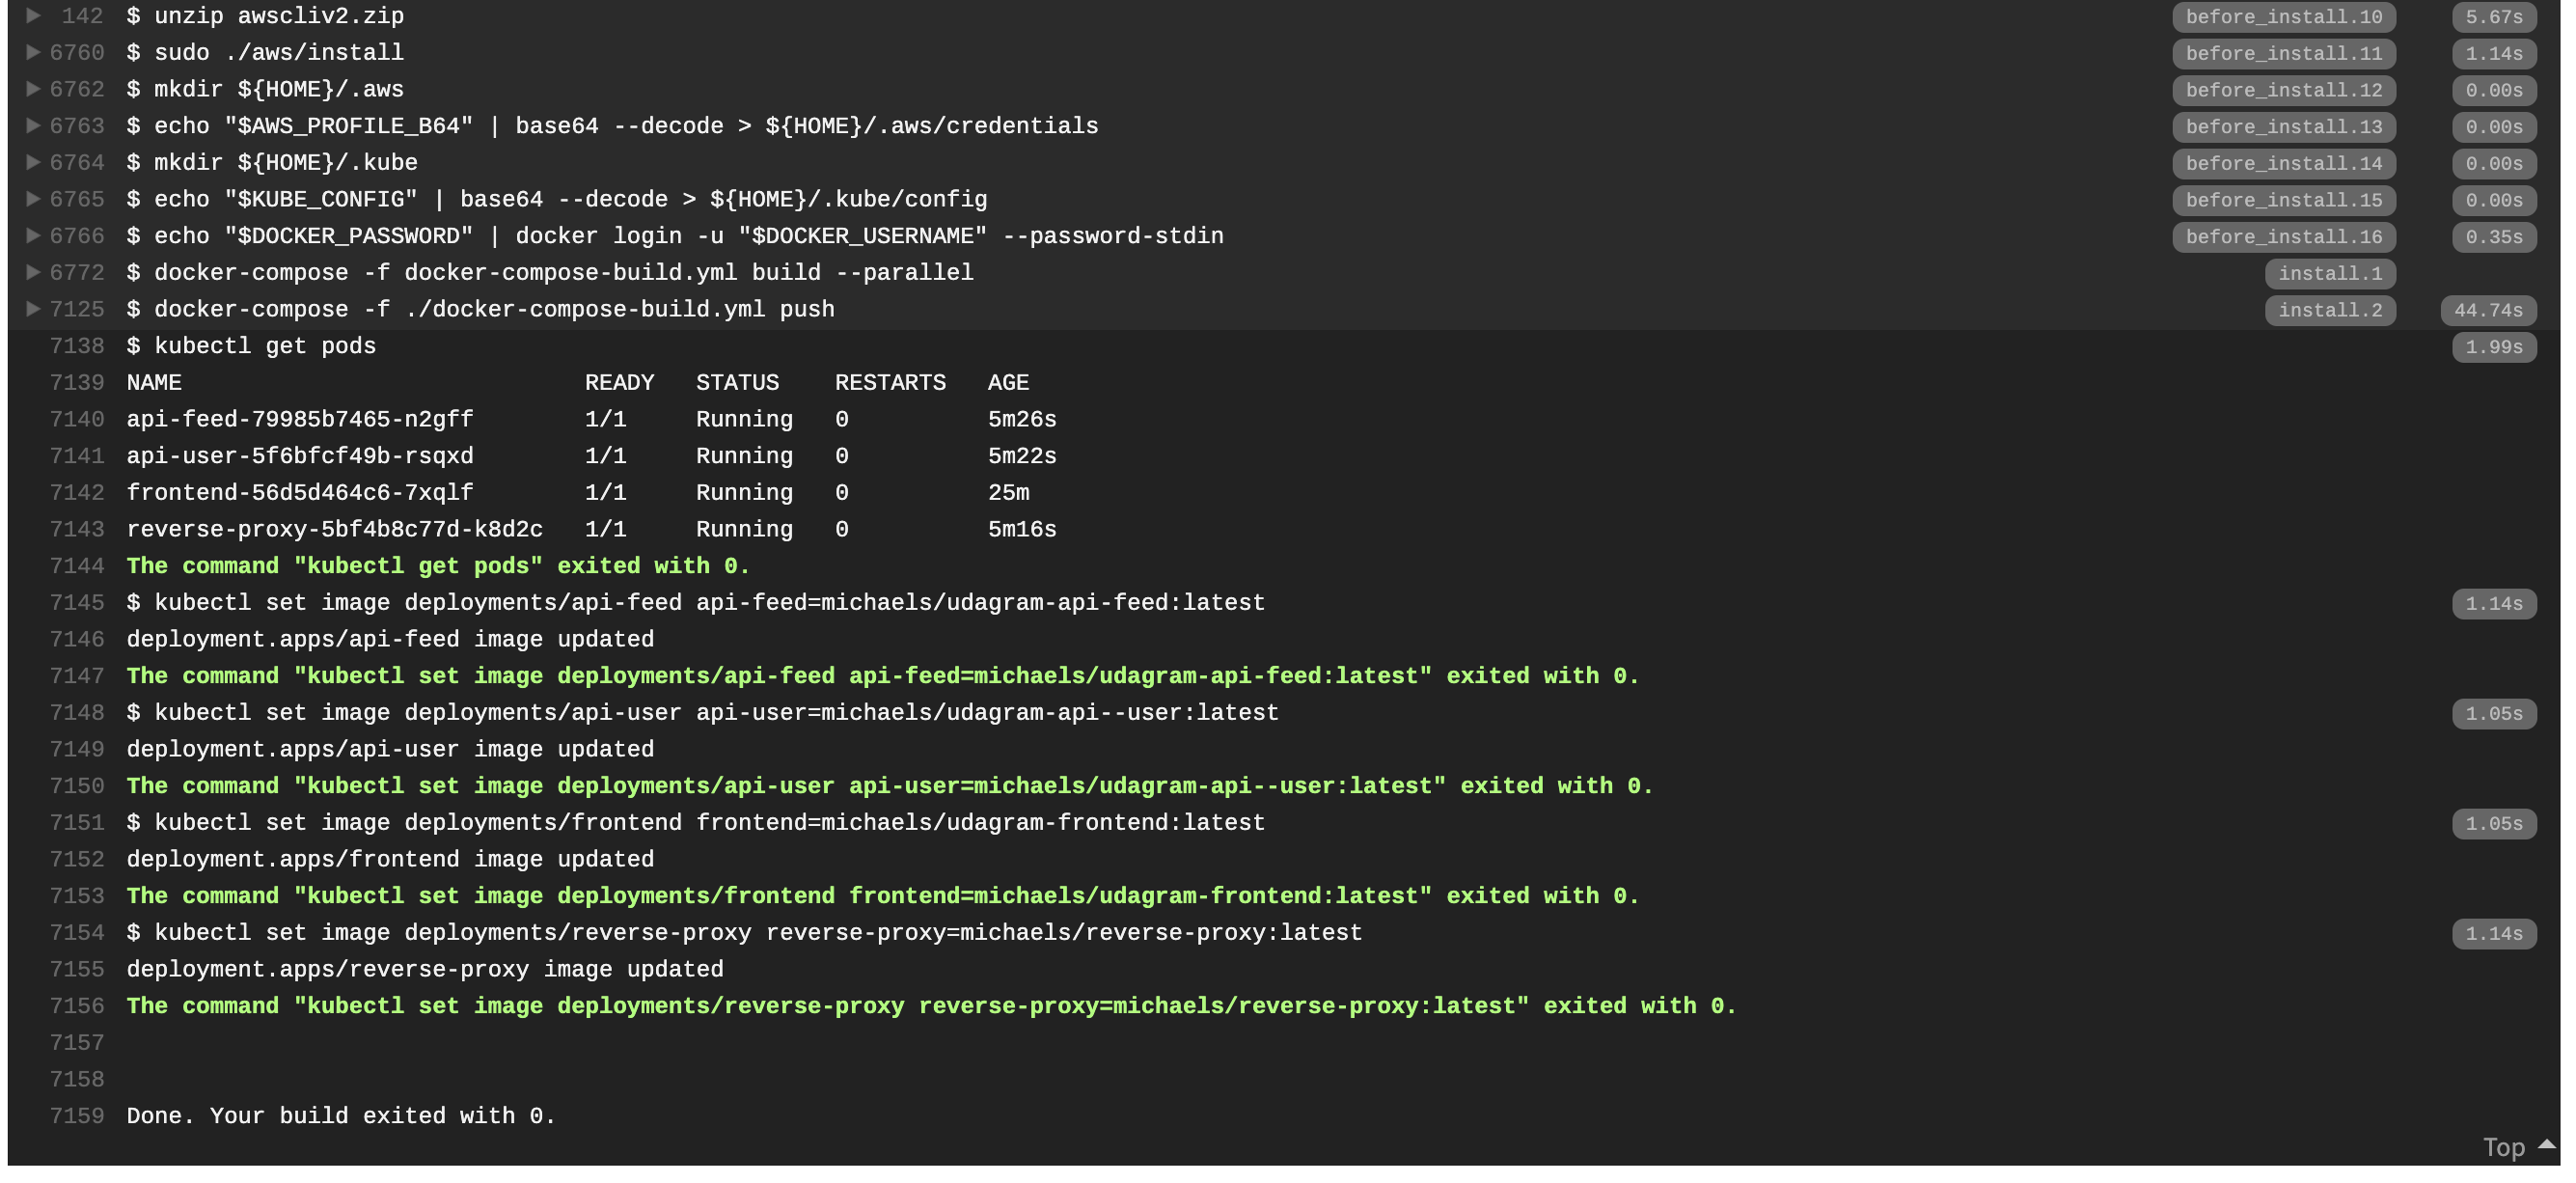 142 $ unzip awscliv2.zip before_install.10 5.67s
6760 $ sudo ./aws/install before_install.11 1.14s
6762 $ mkdir ${HOME}/.aws before_install.12 0.00s
6763 $ echo "$AWS_PROFILE_B64" | base64 --decode > ${HOME}/.aws/credentials before_install.13 0.00s
6764 $ mkdir ${HOME}/.kube before_install.14 0.00s
6765 $ echo "$KUBE_CONFIG" | base64 --decode > ${HOME}/.kube/config before_install.15 0.00s
6766 $ echo "$DOCKER_PASSWORD" | docker login -u "$DOCKER_USERNAME" --password-stdin before_install.16 0.35s
6772 $ docker-compose -f docker-compose-build.yml build --parallel install.1
7125 $ docker-compose -f ./docker-compose-build.yml push install.2 44.74s
7138 $ kubectl get pods 1.99s
7139 NAME READY STATUS RESTARTS AGE
7140 api-feed-79985b7465-n2gff 1/1 Running 0 5m26s
7141 api-user-5f6bfcf49b-rsqxd 1/1 Running 0 5m22s
7142 frontend-56d5d464c6-7xqlf 1/1 Running 0 25m
7143 reverse-proxy-5bf4b8c77d-k8d2c 1/1 Running 0 5m16s
7144 The command "kubectl get pods" exited with 0.
7145 $ kubectl set image deployments/api-feed api-feed=michaels/udagram-api-feed:latest 1.14s
7146 deployment.apps/api-feed image updated
7147 The command "kubectl set image deployments/api-feed api-feed=michaels/udagram-api-feed:latest" exited with 0.
7148 $ kubectl set image deployments/api-user api-user=michaels/udagram-api--user:latest 1.05s
7149 deployment.apps/api-user image updated
7150 The command "kubectl set image deployments/api-user api-user=michaels/udagram-api--user:latest" exited with 0.
7151 $ kubectl set image deployments/frontend frontend=michaels/udagram-frontend:latest 1.05s
7152 deployment.apps/frontend image updated
7153 The command "kubectl set image deployments/frontend frontend=michaels/udagram-frontend:latest" exited with 0.
7154 $ kubectl set image deployments/reverse-proxy reverse-proxy=michaels/reverse-proxy:latest 1.14s
7155 deployment.apps/reverse-proxy image updated
7156 The command "kubectl set image deployments/reverse-proxy reverse-proxy=michaels/reverse-proxy:latest" exited with 0.
7157
7158
7159 Done. Your build exited with 0.
Top